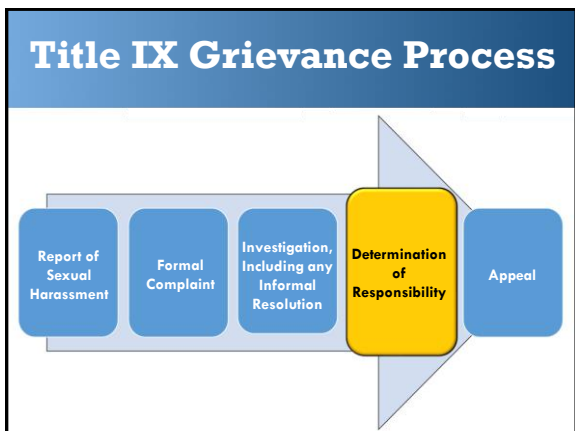 Title IX Grievance Process
Report of
Sexual
Harassment
Formal
Complaint
Investigation,
Including any
Informal
Resolution
Determination
of
Responsibility
Appeal